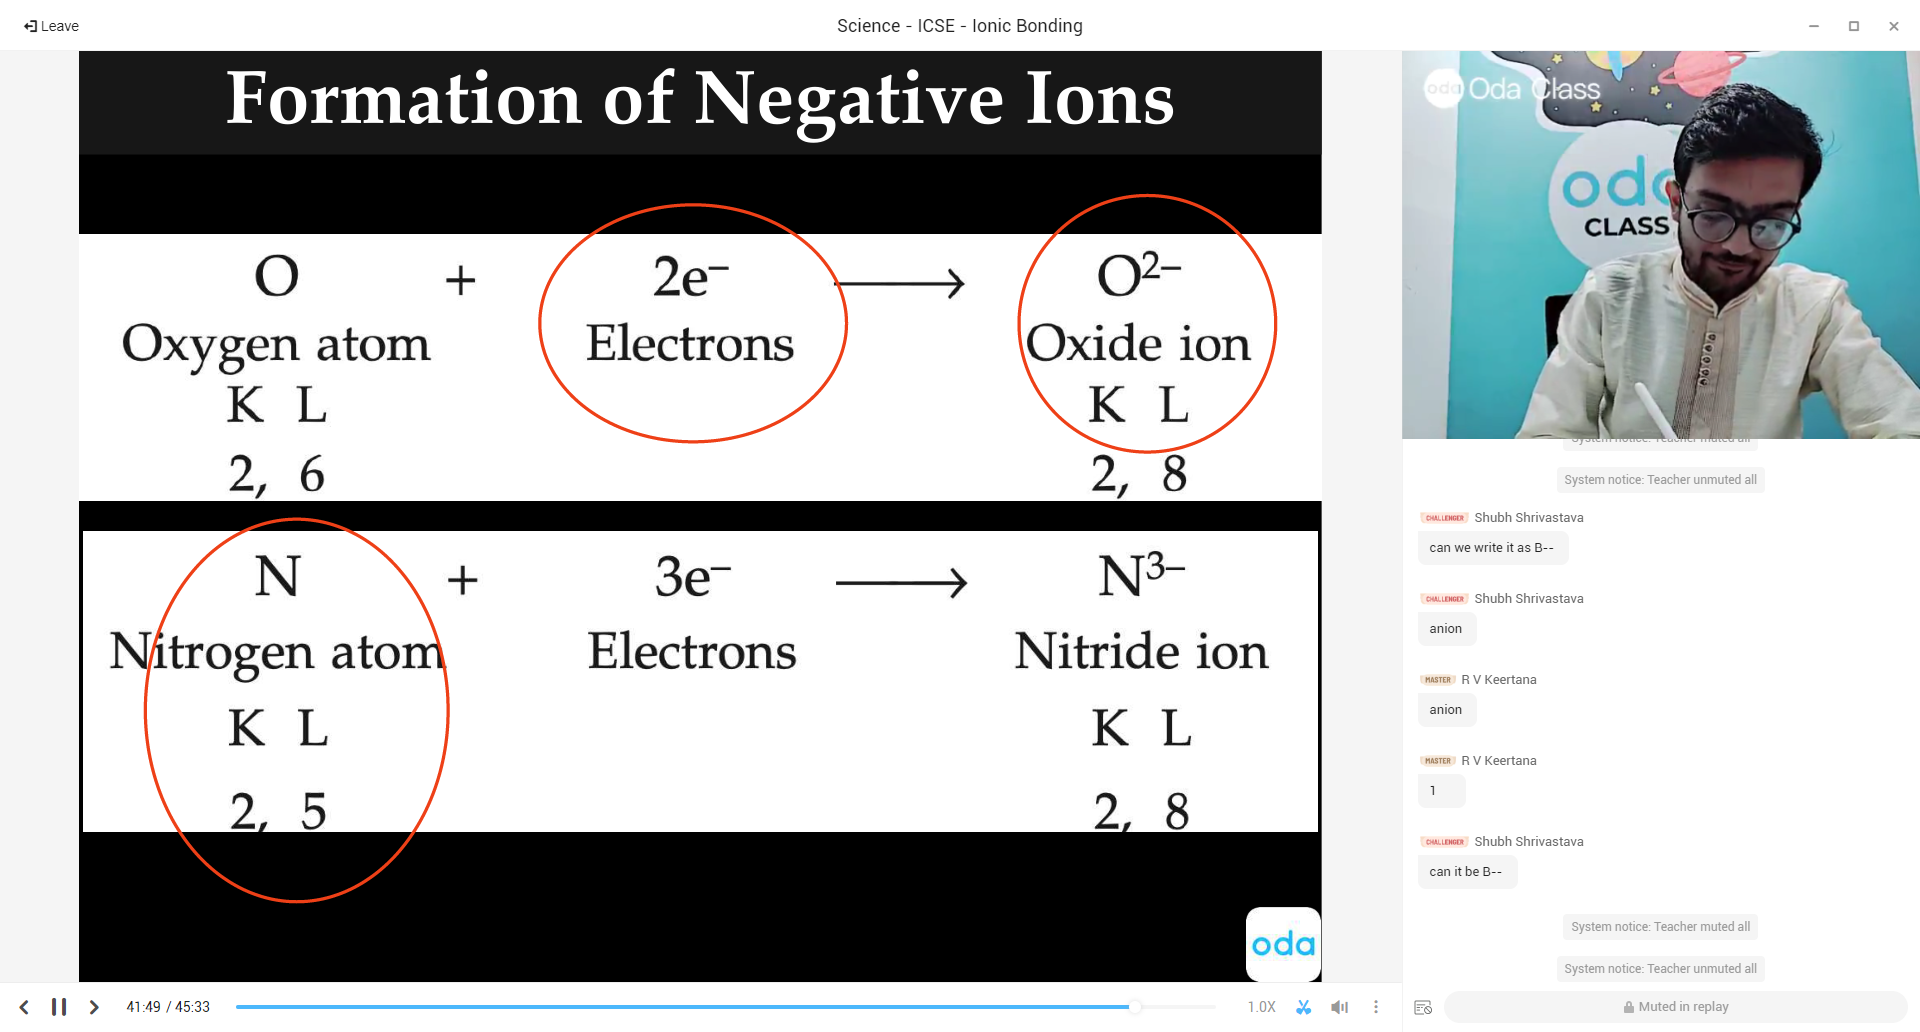 Leave
Science - ICSE - Ionic Bonding
Formation of Negative Ions
O + 2e⁻ ⟶ O²⁻
Oxygen atom Electrons Oxide ion
K L K L
2, 6 2, 8
N + 3e⁻ ⟶ N³⁻
Nitrogen atom Electrons Nitride ion
K L K L
2, 5 2, 8
oda
41:49 / 45:33
1.0X
oda Oda Class
oda
CLASS
System notice: Teacher muted all
System notice: Teacher unmuted all
CHALLENGER Shubh Shrivastava
can we write it as B--
CHALLENGER Shubh Shrivastava
anion
MASTER R V Keertana
anion
MASTER R V Keertana
1
CHALLENGER Shubh Shrivastava
can it be B--
System notice: Teacher muted all
System notice: Teacher unmuted all
Muted in replay